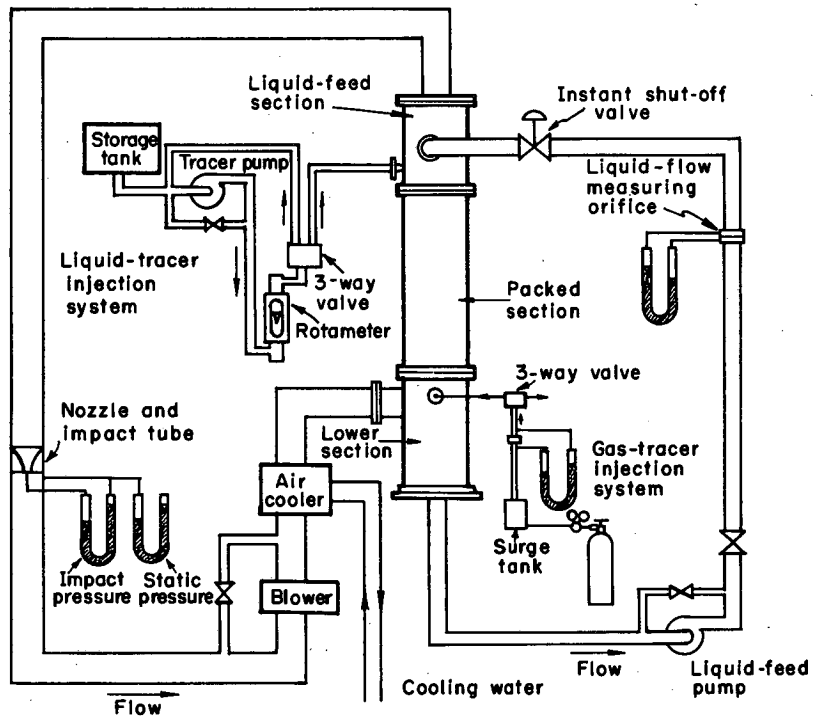 Liquid-feed
section
Instant shut-off
valve
Storage
tank
Tracer pump
Liquid-flow
measuring
orifice
Liquid-tracer
injection
system
3-way
valve
Rotameter
Packed
section
3-way valve
Nozzle and
impact tube
Lower
section
Gas-tracer
injection
system
Air
cooler
Surge
tank
Impact
pressure
Static
pressure
Blower
Flow
Cooling water
Flow
Liquid-feed
pump